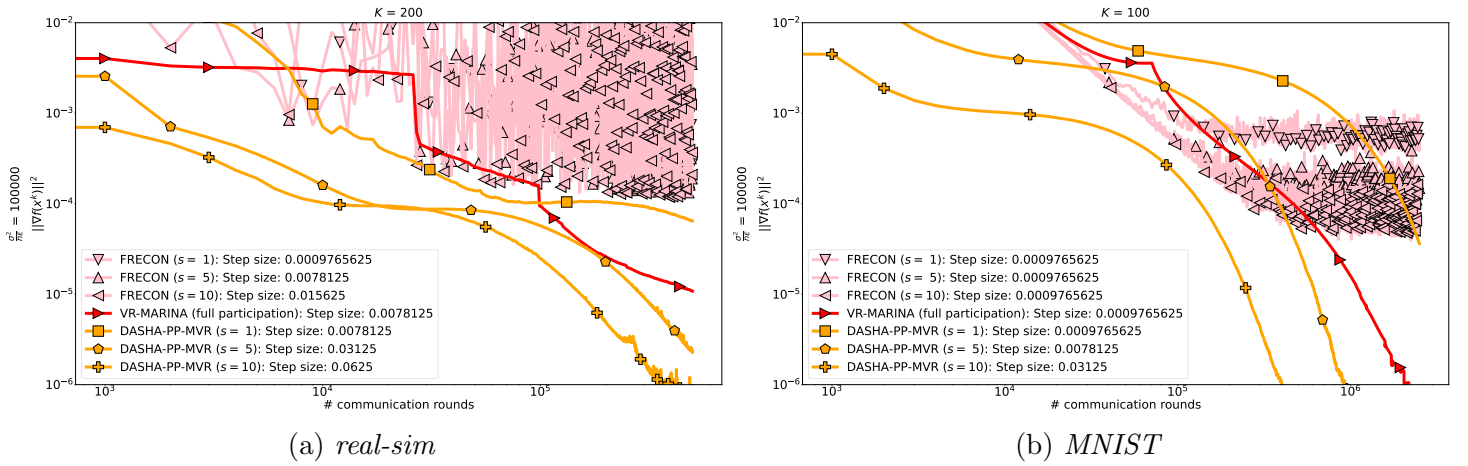 K = 200
10⁻²
10⁻³
10⁻⁴
10⁻⁵
10⁻⁶
σ²/nε = 100000
||∇f(xᵏ)||²
FRECON (s = 1): Step size: 0.0009765625
FRECON (s = 5): Step size: 0.0078125
FRECON (s = 10): Step size: 0.015625
VR-MARINA (full participation): Step size: 0.0078125
DASHA-PP-MVR (s = 1): Step size: 0.0078125
DASHA-PP-MVR (s = 5): Step size: 0.03125
DASHA-PP-MVR (s = 10): Step size: 0.0625
10³ 10⁴ 10⁵
# communication rounds
(a) real-sim
K = 100
10⁻²
10⁻³
10⁻⁴
10⁻⁵
10⁻⁶
σ²/nε = 100000
||∇f(xᵏ)||²
FRECON (s = 1): Step size: 0.0009765625
FRECON (s = 5): Step size: 0.0009765625
FRECON (s = 10): Step size: 0.0009765625
VR-MARINA (full participation): Step size: 0.0009765625
DASHA-PP-MVR (s = 1): Step size: 0.0009765625
DASHA-PP-MVR (s = 5): Step size: 0.0078125
DASHA-PP-MVR (s = 10): Step size: 0.03125
10³ 10⁴ 10⁵ 10⁶
# communication rounds
(b) MNIST